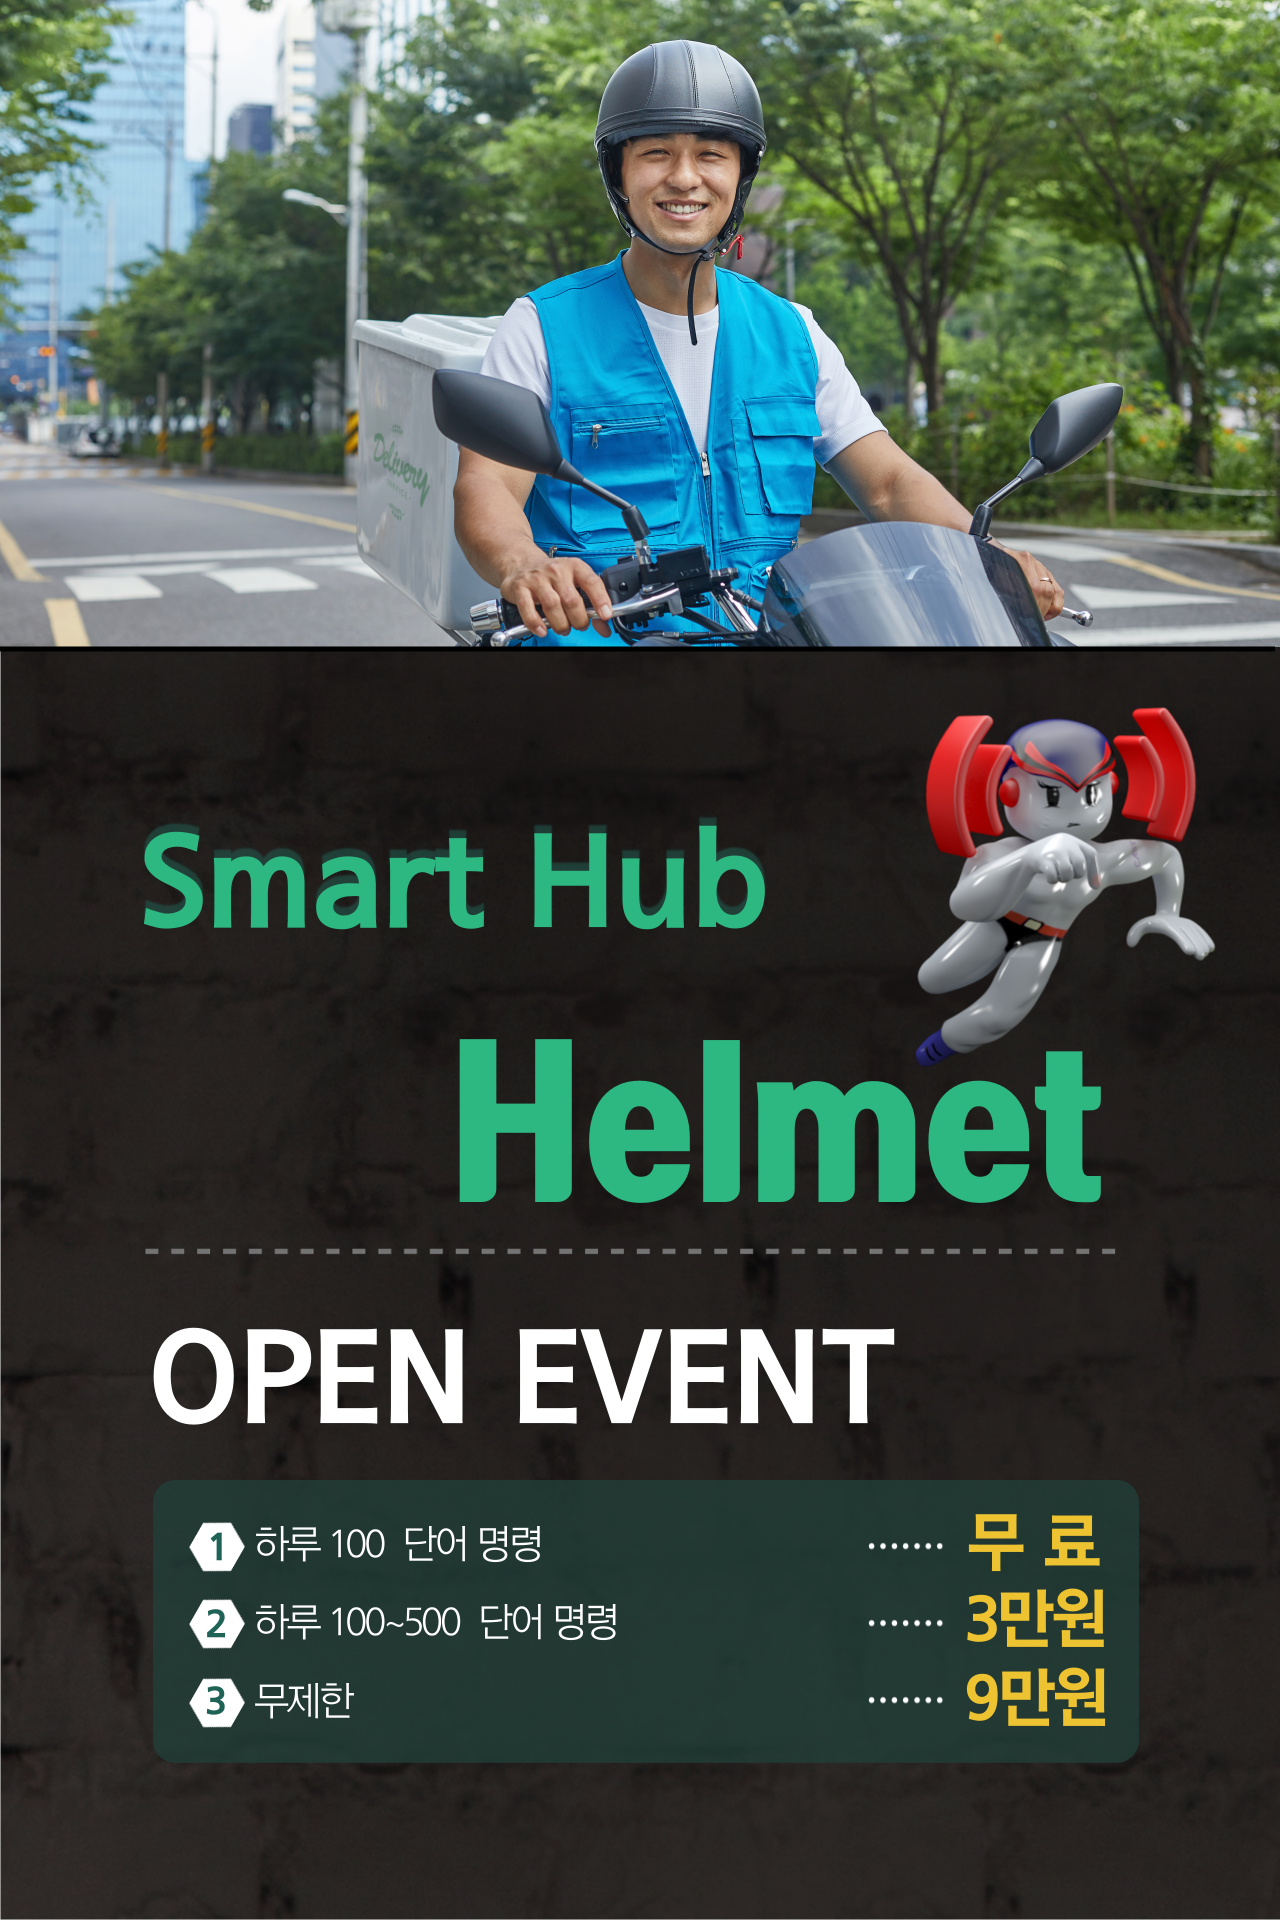 Delivery
Smart Hub
Helmet
OPEN EVENT
1 하루 100 단어 명령 ······· 무 료
2 하루 100~500 단어 명령 ······· 3만원
3 무제한 ······· 9만원